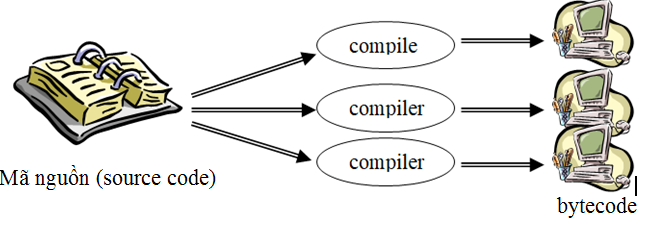 compile
compiler
compiler
Mã nguồn (source code)
bytecode